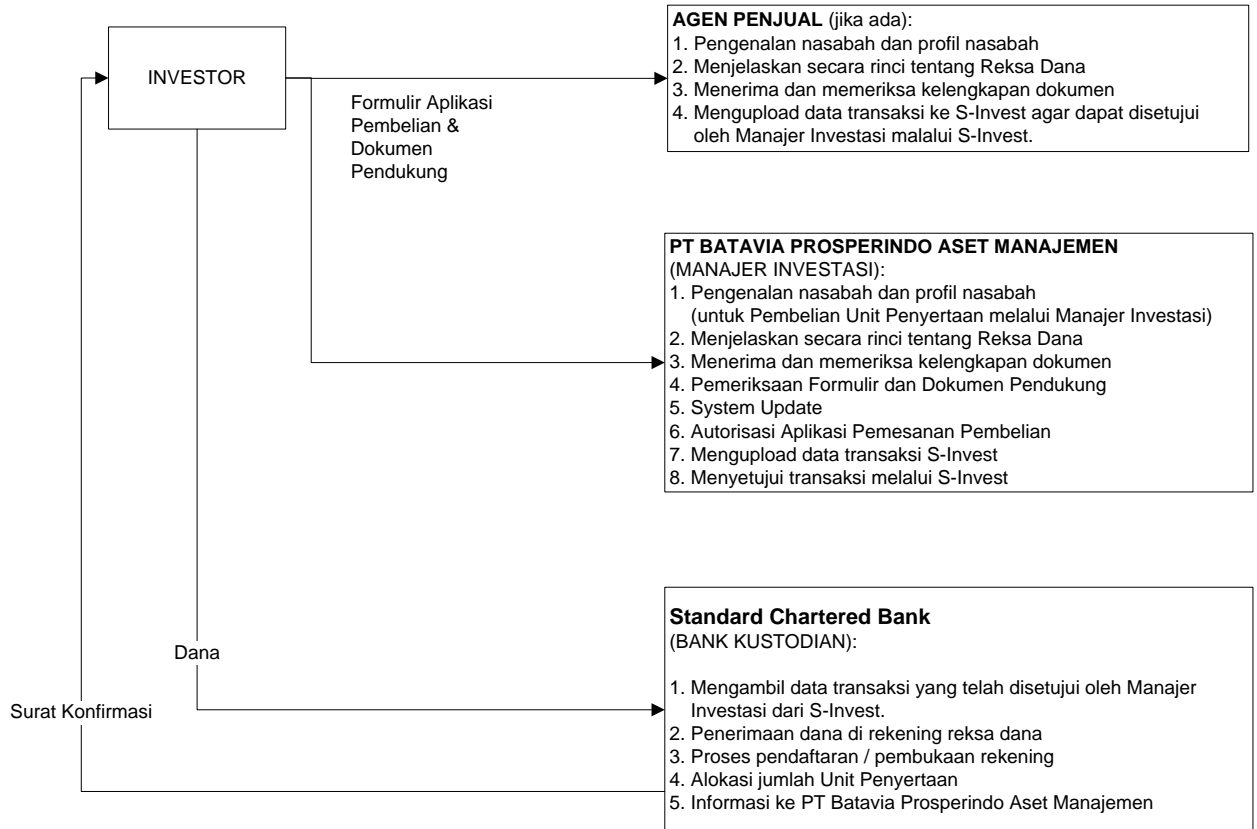 INVESTOR
Formulir Aplikasi
Pembelian &
Dokumen
Pendukung
AGEN PENJUAL (jika ada):
1. Pengenalan nasabah dan profil nasabah
2. Menjelaskan secara rinci tentang Reksa Dana
3. Menerima dan memeriksa kelengkapan dokumen
4. Mengupload data transaksi ke S-Invest agar dapat disetujui
oleh Manajer Investasi malalui S-Invest.
PT BATAVIA PROSPERINDO ASET MANAJEMEN
(MANAJER INVESTASI):
1. Pengenalan nasabah dan profil nasabah
(untuk Pembelian Unit Penyertaan melalui Manajer Investasi)
2. Menjelaskan secara rinci tentang Reksa Dana
3. Menerima dan memeriksa kelengkapan dokumen
4. Pemeriksaan Formulir dan Dokumen Pendukung
5. System Update
6. Autorisasi Aplikasi Pemesanan Pembelian
7. Mengupload data transaksi S-Invest
8. Menyetujui transaksi melalui S-Invest
Dana
Surat Konfirmasi
Standard Chartered Bank
(BANK KUSTODIAN):
1. Mengambil data transaksi yang telah disetujui oleh Manajer
Investasi dari S-Invest.
2. Penerimaan dana di rekening reksa dana
3. Proses pendaftaran / pembukaan rekening
4. Alokasi jumlah Unit Penyertaan
5. Informasi ke PT Batavia Prosperindo Aset Manajemen